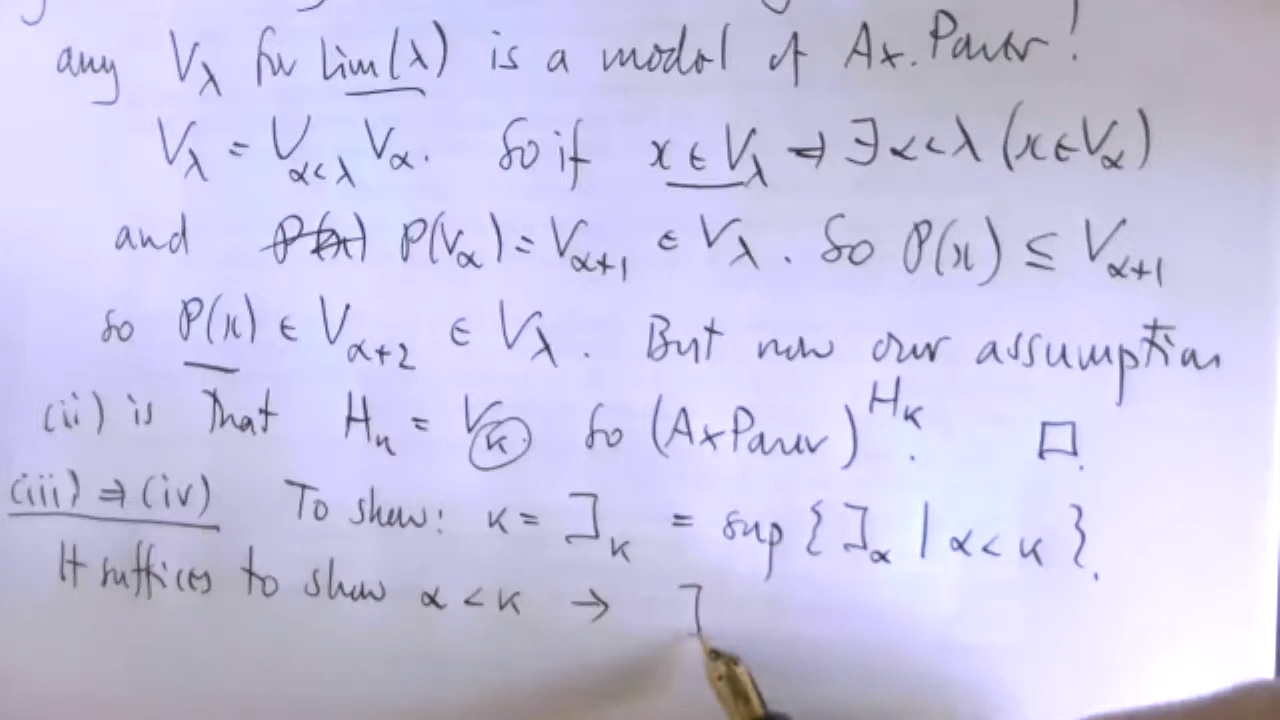 any V_λ for Lim(λ) is a model of Ax. Power!
V_λ = ⋃_{α<λ} V_α. So if x ∈ V_λ ⇒ ∃α<λ (x ∈ V_α)
and P(V_α) = V_{α+1} ∈ V_λ. So P(x) ⊆ V_{α+1}
so P(x) ∈ V_{α+2} ∈ V_λ. But now our assumption
(ii) is that H_κ = V_κ. So (AxPower)^{H_κ}. □.
(iii) ⇒ (iv) To show: κ = ℶ_κ = sup {ℶ_α | α < κ}.
It suffices to show α < κ →